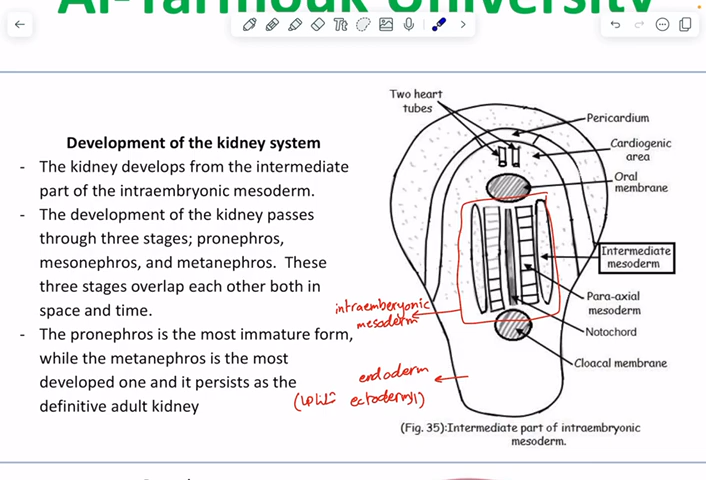 Al-Yarmouk University
Development of the kidney system
- The kidney develops from the intermediate
part of the intraembryonic mesoderm.
- The development of the kidney passes
through three stages; pronephros,
mesonephros, and metanephros. These
three stages overlap each other both in
space and time.
- The pronephros is the most immature form,
while the metanephros is the most
developed one and it persists as the
definitive adult kidney
Two heart
tubes
Pericardium
Cardiogenic
area
Oral
membrane
Intermediate
mesoderm
Para-axial
mesoderm
Notochord
Cloacal membrane
intraemberyonic
mesoderm
endoderm
(Fig. 35):Intermediate part of intraembryonic
mesoderm.